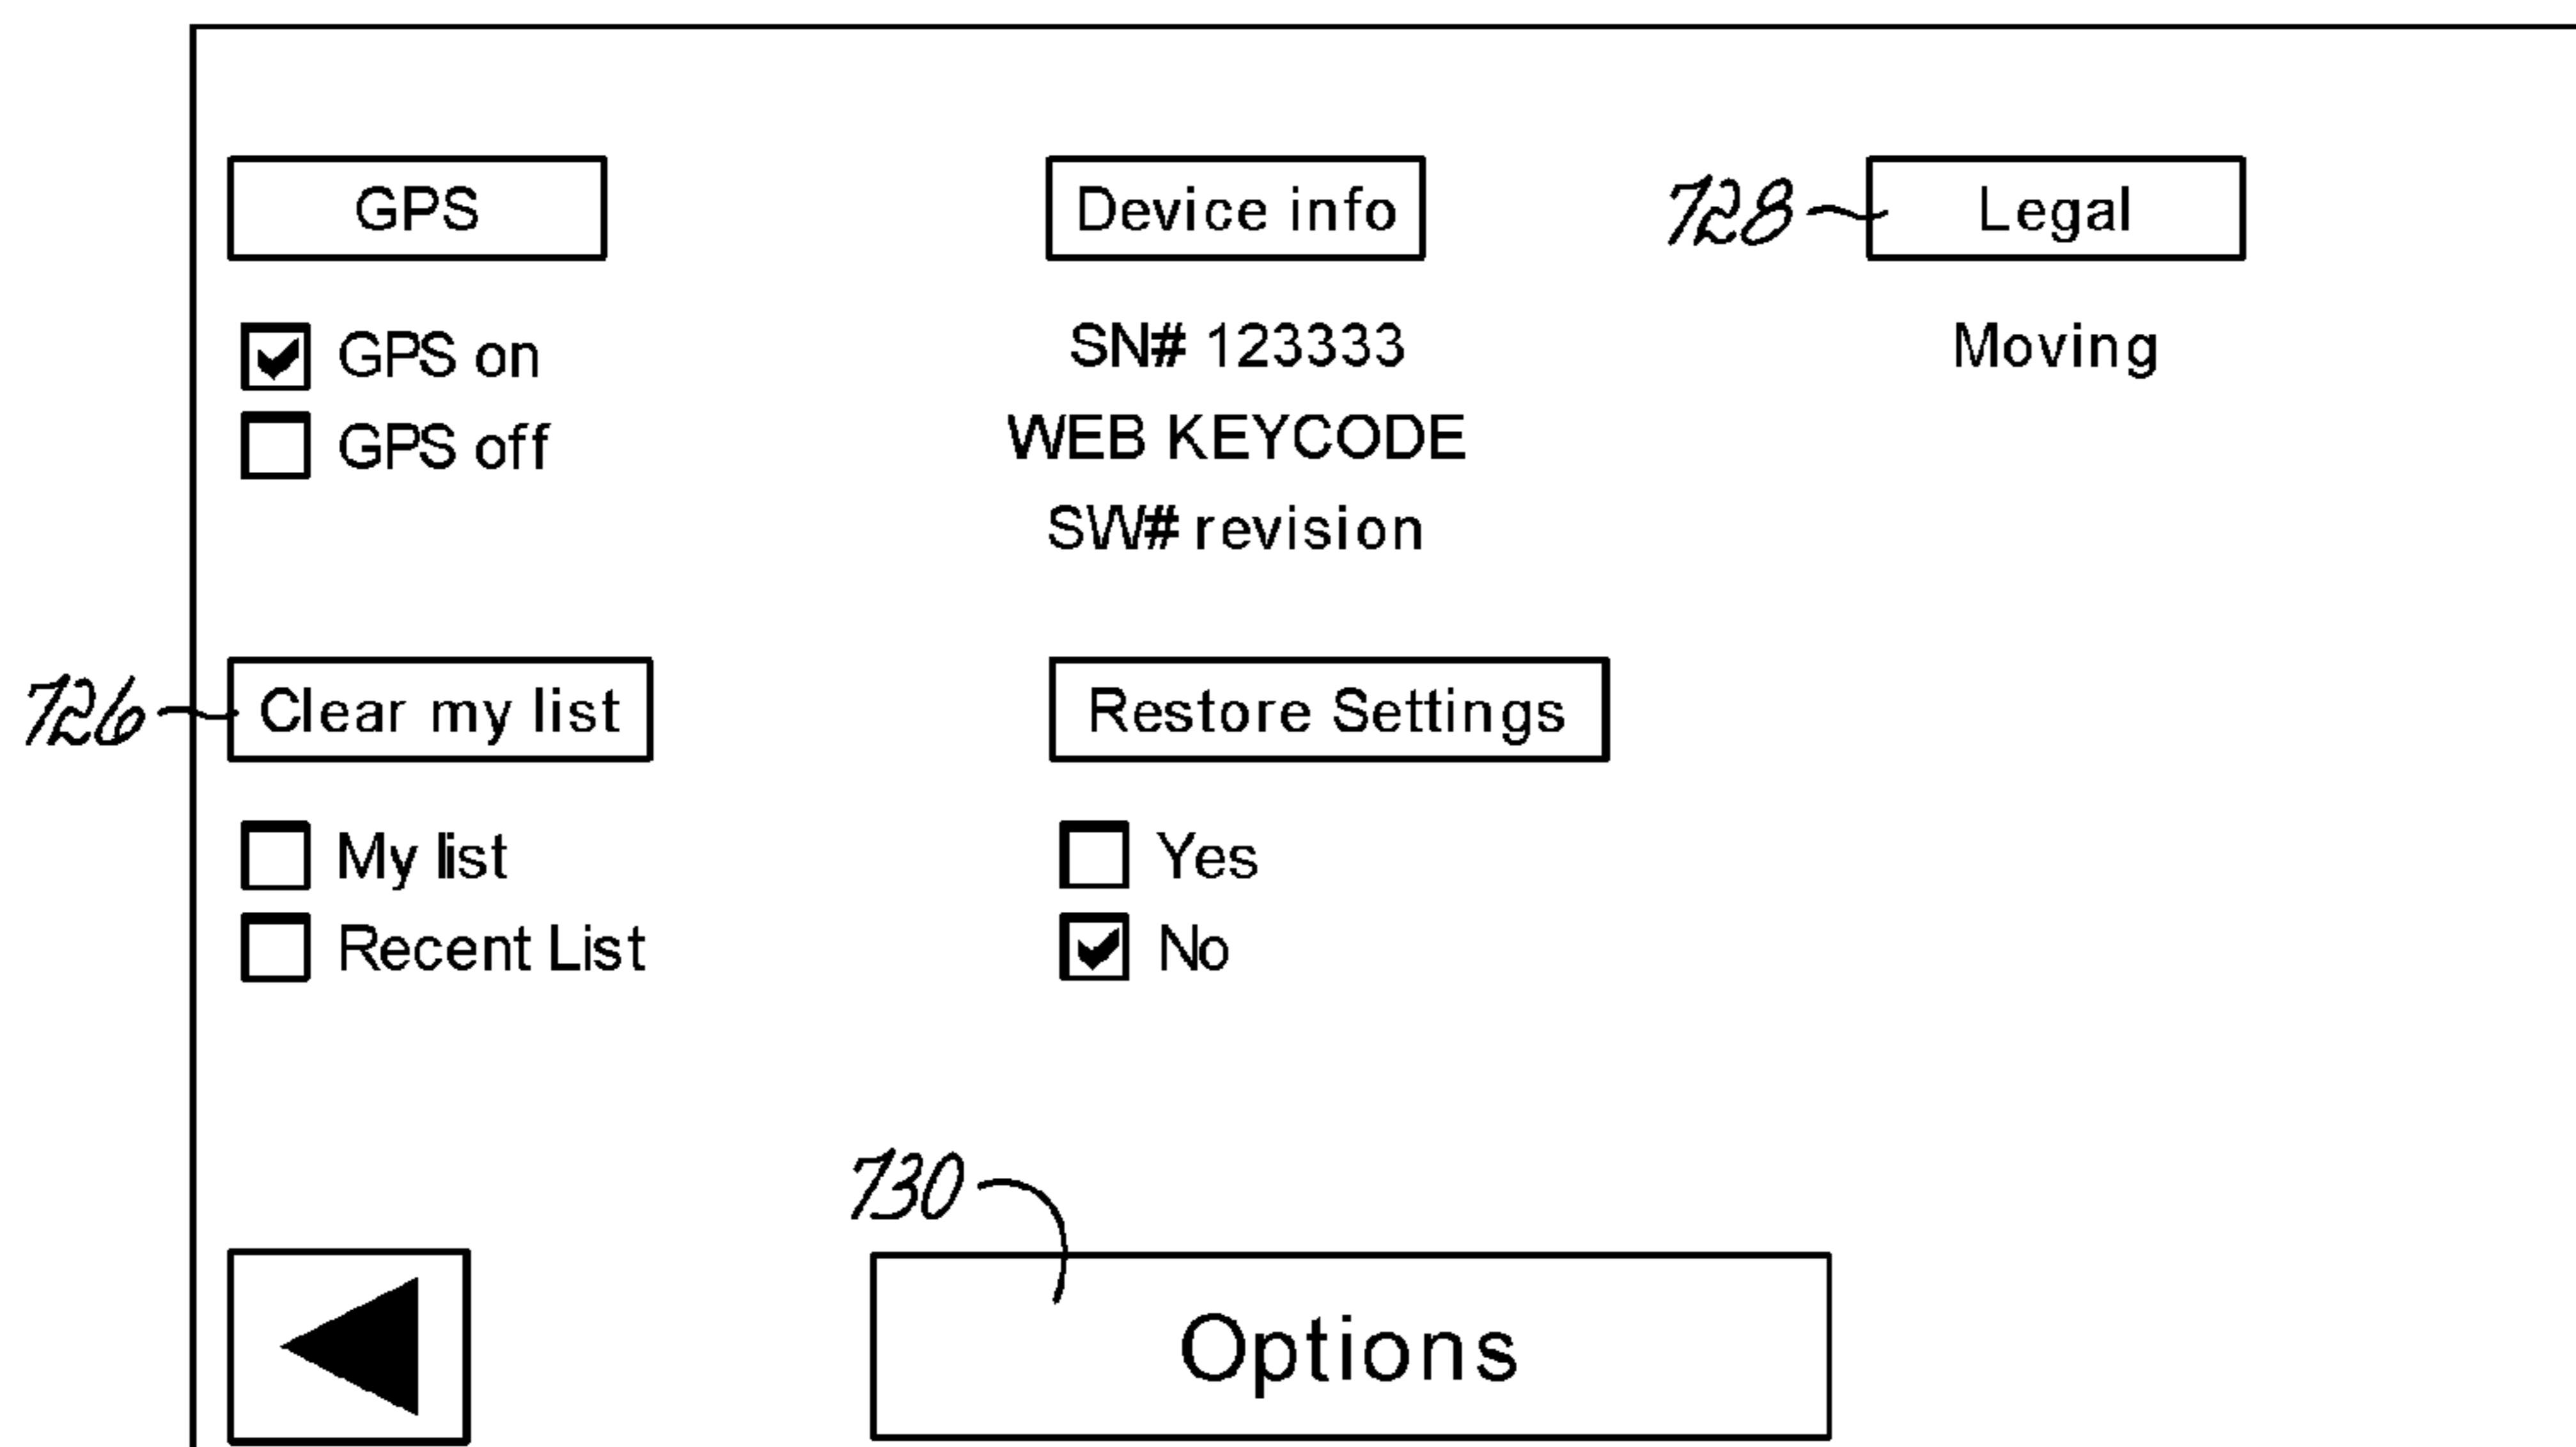 GPS
GPS on
GPS off
Device info
SN# 123333
WEB KEYCODE
SW# revision
728
Legal
Moving
726
Clear my list
My list
Recent List
Restore Settings
Yes
No
730
Options